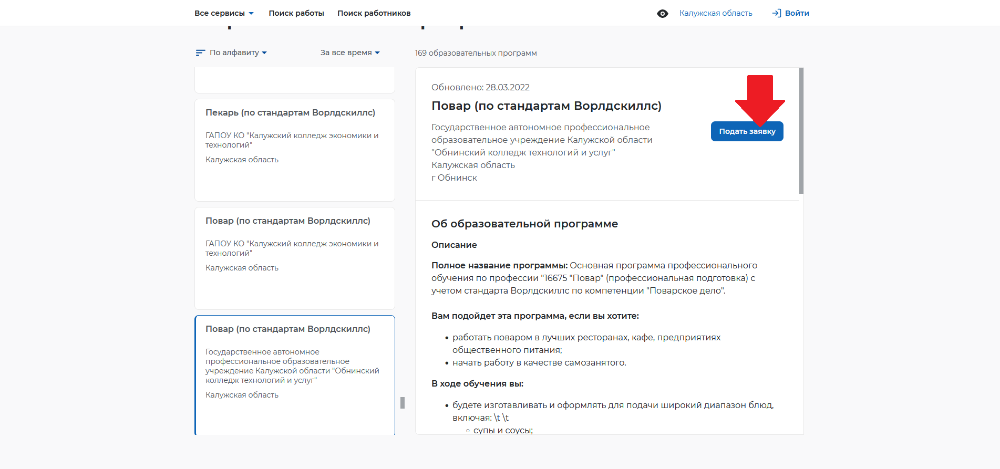 Все сервисы
Поиск работы
Поиск работников
Калужская область
Войти
По алфавиту
За все время
169 образовательных программ
Пекарь (по стандартам Ворлдскиллс)
ГАПОУ КО "Калужский колледж экономики и
технологий"
Калужская область
Повар (по стандартам Ворлдскиллс)
ГАПОУ КО "Калужский колледж экономики и
технологий"
Калужская область
Повар (по стандартам Ворлдскиллс)
Государственное автономное
профессиональное образовательное
учреждение Калужской области "Обнинский
колледж технологий и услуг"
Калужская область
Обновлено: 28.03.2022
Повар (по стандартам Ворлдскиллс)
Государственное автономное профессиональное
образовательное учреждение Калужской области
"Обнинский колледж технологий и услуг"
Калужская область
г Обнинск
Подать заявку
Об образовательной программе
Описание
Полное название программы: Основная программа профессионального
обучения по профессии "16675 "Повар" (профессиональная подготовка) с
учетом стандарта Ворлдскиллс по компетенции "Поварское дело".
Вам подойдет эта программа, если вы хотите:
• работать поваром в лучших ресторанах, кафе, предприятиях
общественного питания;
• начать работу в качестве самозанятого.
В ходе обучения вы:
• будете изготавливать и оформлять для подачи широкий диапазон блюд,
включая: \t \t
○ супы и соусы;